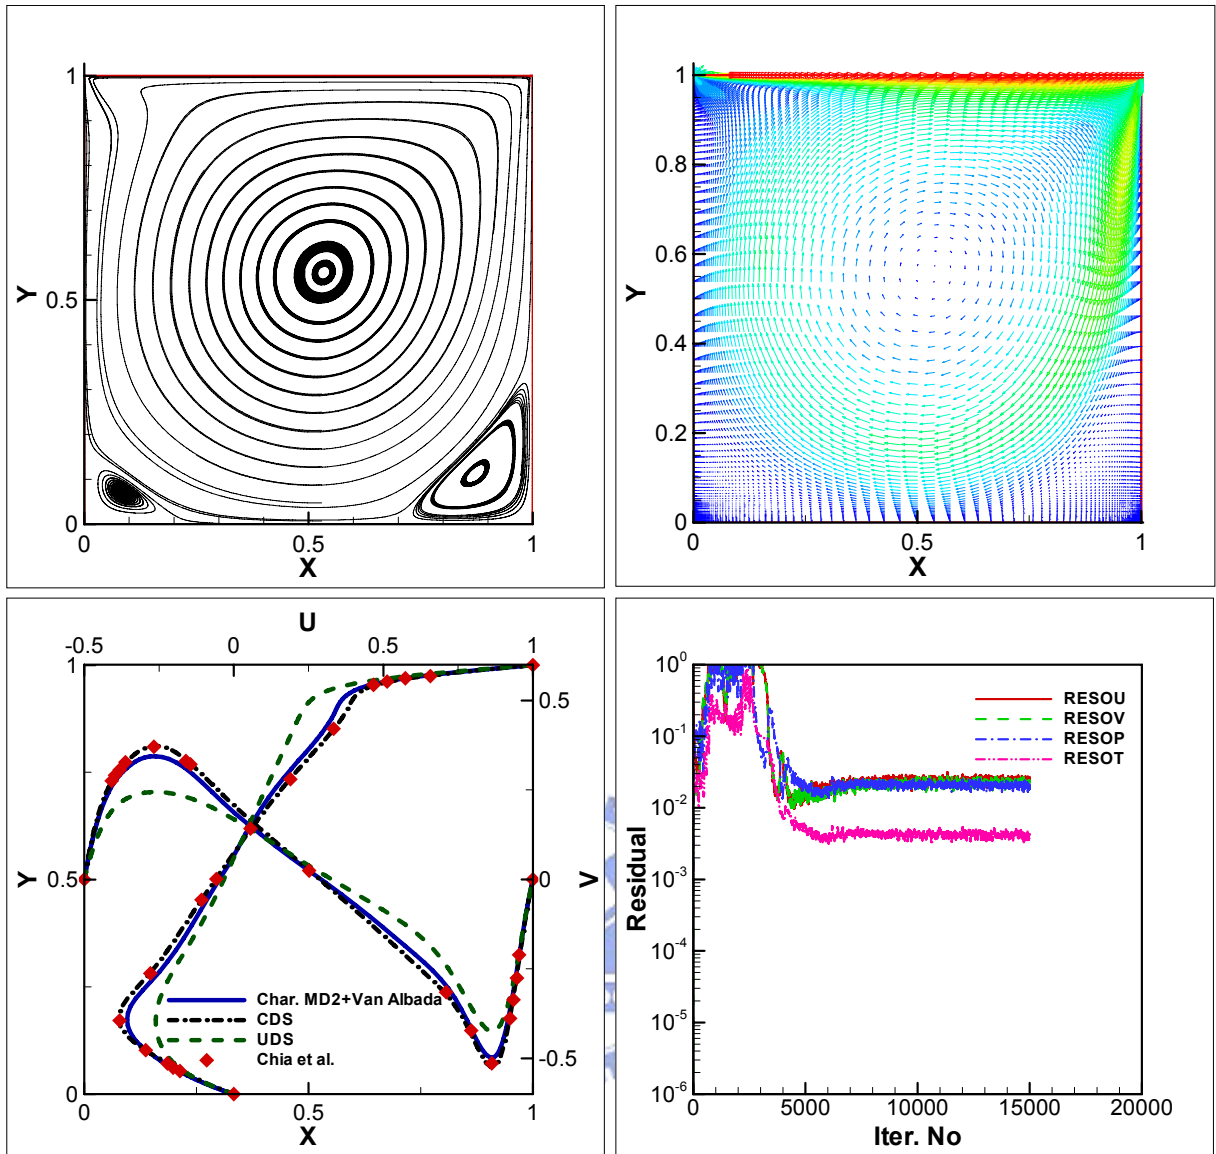 1
Y
0.5
0
0
0.5
1
X
1
0.8
0.6
Y
0.4
0.2
0
0
0.5
1
X
U
-0.5
0
0.5
1
1
0.5
Y
0.5
0
V
-0.5
0
Char. MD2+Van Albada
CDS
UDS
Chia et al.
0
0.5
1
X
10^0
10^-1
10^-2
10^-3
10^-4
10^-5
10^-6
Residual
RESOU
RESOV
RESOP
RESOT
0
5000
10000
15000
20000
Iter. No